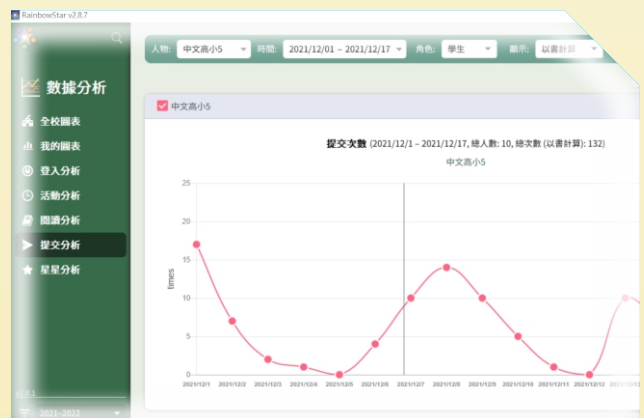 RainbowStar v2.8.7
人物: 中文高小5 時間: 2021/12/01 – 2021/12/17 角色: 學生 顯示: 以書計算
數據分析
全校圖表
我的圖表
登入分析
活動分析
閱讀分析
提交分析
星星分析
2021-2022
中文高小5
提交次數 (2021/12/1 – 2021/12/17, 總人數: 10, 總次數 (以書計算): 132)
中文高小5
times
25
20
15
10
5
0
2021/12/1 2021/12/2 2021/12/3 2021/12/4 2021/12/5 2021/12/6 2021/12/7 2021/12/8 2021/12/9 2021/12/10 2021/12/11 2021/12/12